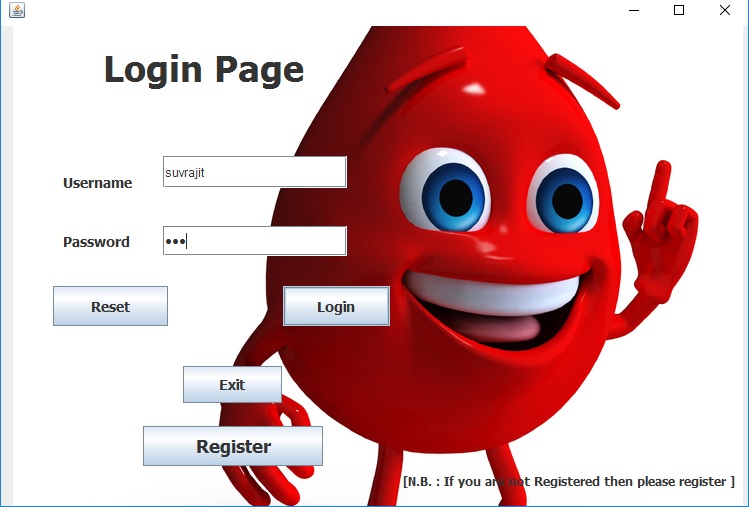 Login Page
Username
suvrajit
Password
•••
Reset
Login
Exit
Register
[N.B. : If you are not Registered then please register ]